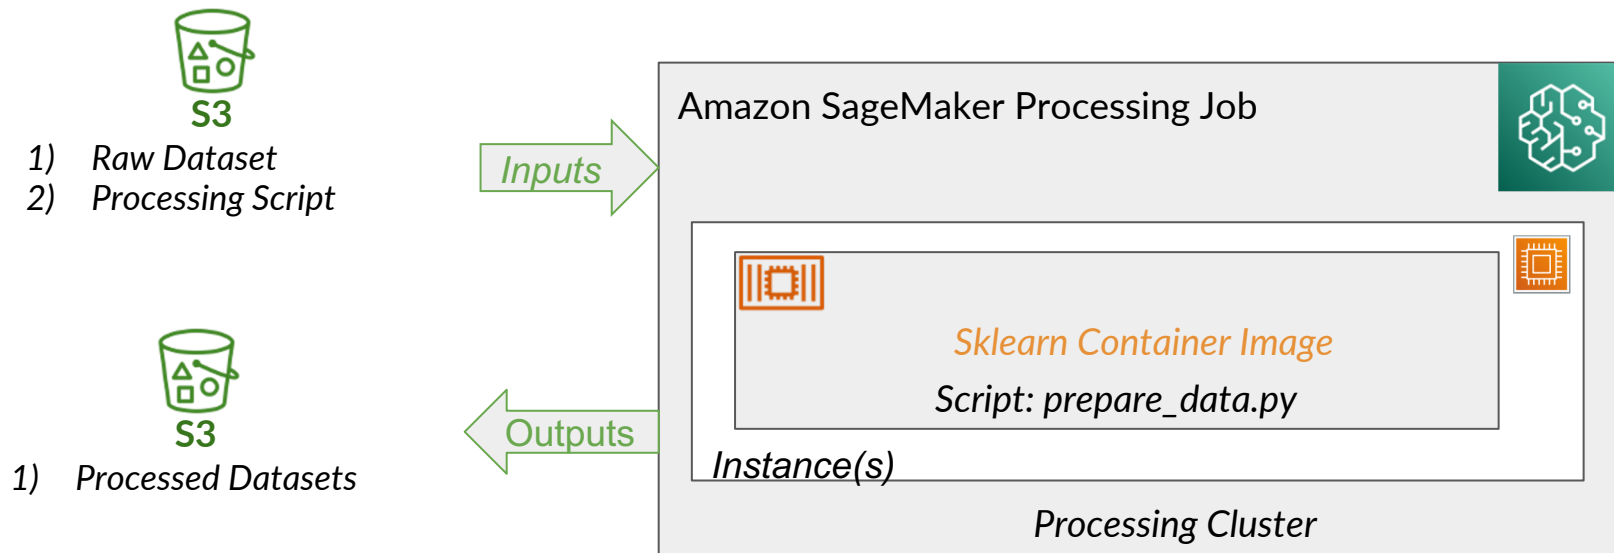 S3
1) Raw Dataset
2) Processing Script
Inputs
Amazon SageMaker Processing Job
Sklearn Container Image
Script: prepare_data.py
Instance(s)
Processing Cluster
Outputs
S3
1) Processed Datasets